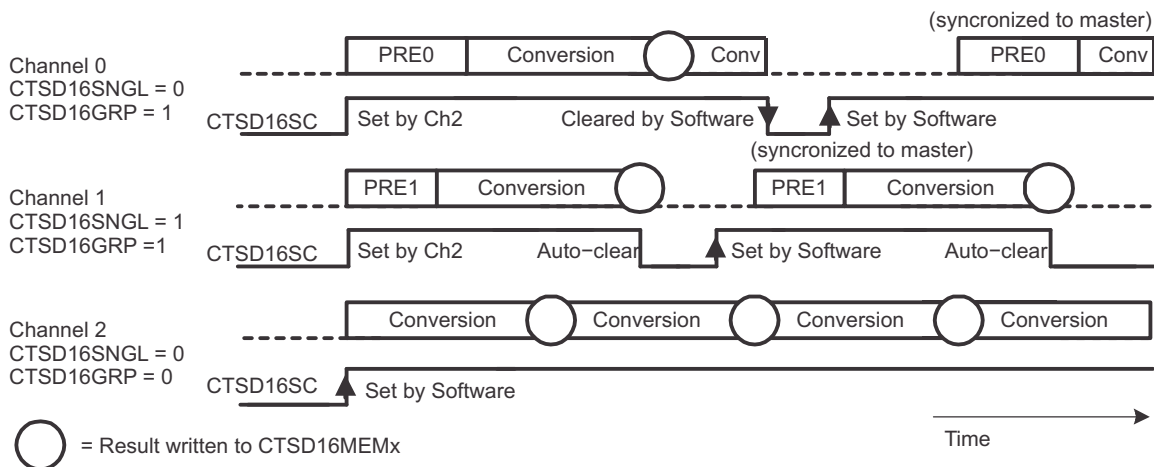 (syncronized to master)
PRE0 Conversion Conv PRE0 Conv
Channel 0
CTSD16SNGL = 0
CTSD16GRP = 1
CTSD16SC Set by Ch2 Cleared by Software Set by Software
(syncronized to master)
PRE1 Conversion PRE1 Conversion
Channel 1
CTSD16SNGL = 1
CTSD16GRP =1
CTSD16SC Set by Ch2 Auto−clear Set by Software Auto−clear
Conversion Conversion Conversion Conversion
Channel 2
CTSD16SNGL = 0
CTSD16GRP = 0
CTSD16SC Set by Software
= Result written to CTSD16MEMx
Time